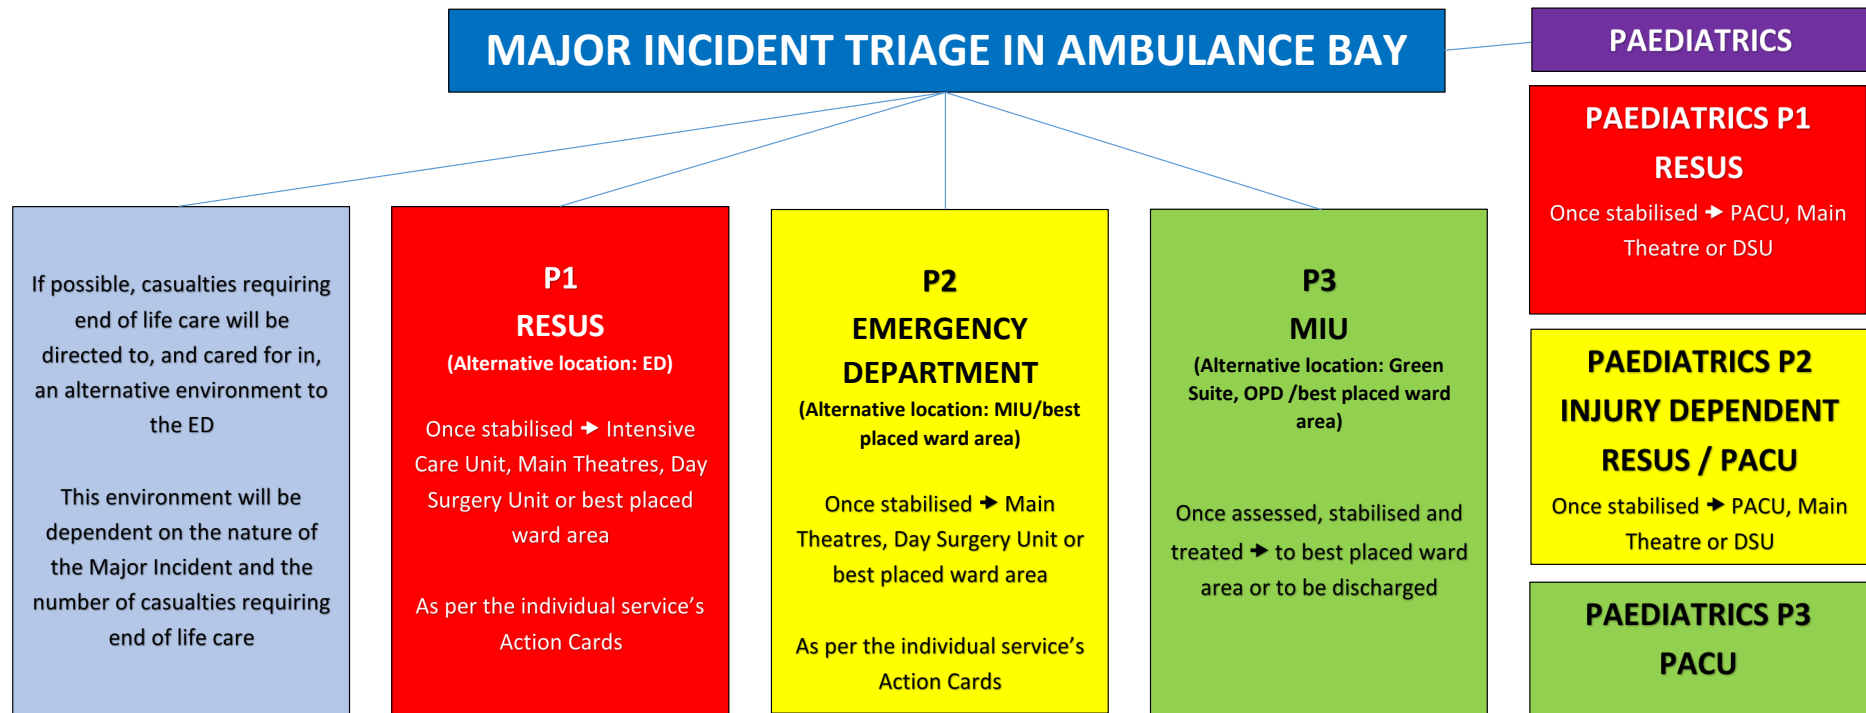 MAJOR INCIDENT TRIAGE IN AMBULANCE BAY
If possible, casualties requiring
end of life care will be
directed to, and cared for in,
an alternative environment to
the ED
This environment will be
dependent on the nature of
the Major Incident and the
number of casualties requiring
end of life care
P1
RESUS
(Alternative location: ED)
Once stabilised → Intensive
Care Unit, Main Theatres, Day
Surgery Unit or best placed
ward area
As per the individual service’s
Action Cards
P2
EMERGENCY
DEPARTMENT
(Alternative location: MIU/best
placed ward area)
Once stabilised → Main
Theatres, Day Surgery Unit or
best placed ward area
As per the individual service’s
Action Cards
P3
MIU
(Alternative location: Green
Suite, OPD /best placed ward
area)
Once assessed, stabilised and
treated → to best placed ward
area or to be discharged
PAEDIATRICS
PAEDIATRICS P1
RESUS
Once stabilised → PACU, Main
Theatre or DSU
PAEDIATRICS P2
INJURY DEPENDENT
RESUS / PACU
Once stabilised → PACU, Main
Theatre or DSU
PAEDIATRICS P3
PACU